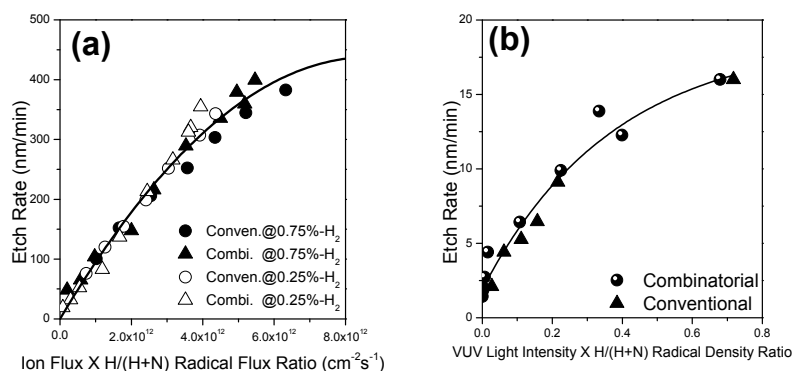 (a)
Etch Rate (nm/min)
500
400
300
200
100
0
Conven.@0.75%-H2
Combi. @0.75%-H2
Conven.@0.25%-H2
Combi. @0.25%-H2
0.0 2.0x10^12 4.0x10^12 6.0x10^12 8.0x10^12
Ion Flux X H/(H+N) Radical Flux Ratio (cm^-2s^-1)
(b)
Etch Rate (nm/min)
20
15
10
5
0
Combinatorial
Conventional
0.0 0.2 0.4 0.6 0.8
VUV Light Intensity X H/(H+N) Radical Density Ratio